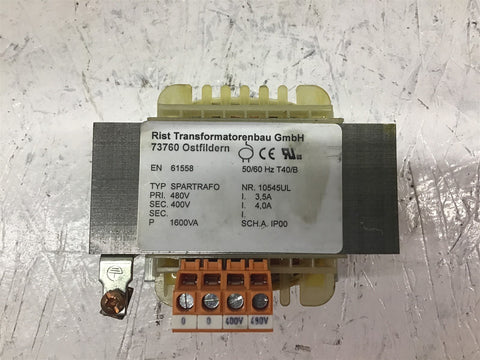 Rist Transformatorenbau GmbH
73760 Ostfildern
EN 61558 50/60 Hz T40/B
TYP SPARTRAFO NR. 10545UL
PRI. 480V I. 3,5A
SEC. 400V I. 4,0A
SEC. I.
P 1600VA SCH.A. IP00
0 0 400V 480V